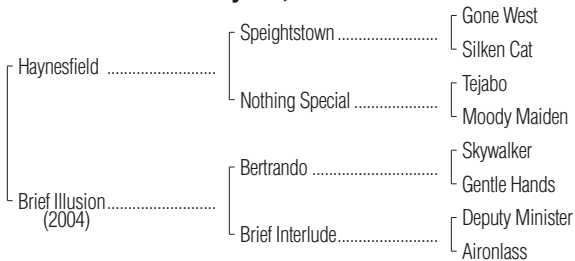 Gone West
Speightstown
Silken Cat
Haynesfield
Tejabo
Nothing Special
Moody Maiden
Skywalker
Bertrando
Gentle Hands
Brief Illusion
(2004)
Deputy Minister
Brief Interlude
Aironlass